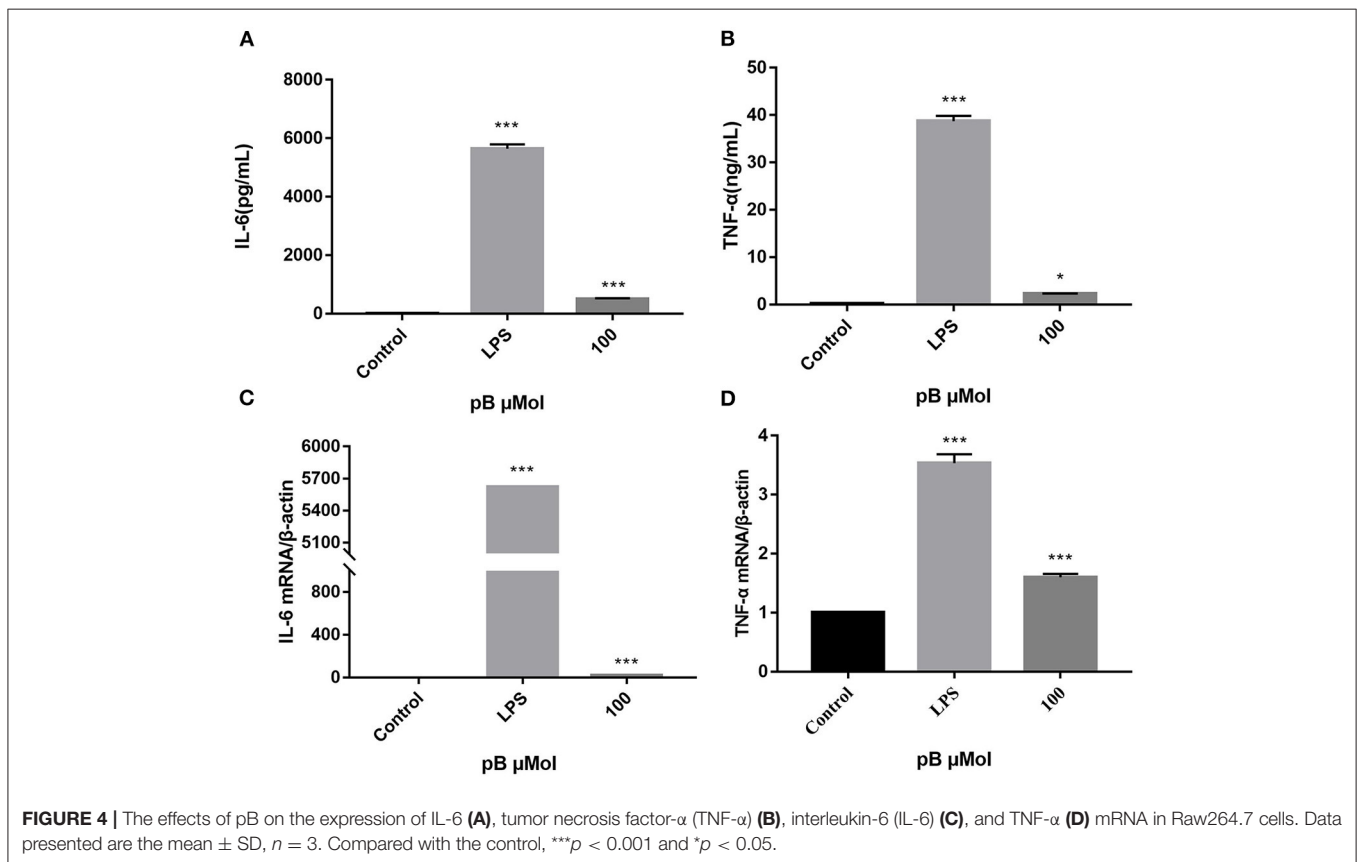 A
IL-6(pg/mL)
8000
6000
4000
2000
0
***
***
Control
LPS
100
pB µMol
B
TNF-α(ng/mL)
50
40
30
20
10
0
***
*
Control
LPS
100
pB µMol
C
IL-6 mRNA/β-actin
6000
5700
5400
5100
800
400
0
***
***
Control
LPS
100
pB µMol
D
TNF-α mRNA/β-actin
4
3
2
1
0
***
***
Control
LPS
100
pB µMol
FIGURE 4 | The effects of pB on the expression of IL-6 (A), tumor necrosis factor-α (TNF-α) (B), interleukin-6 (IL-6) (C), and TNF-α (D) mRNA in Raw264.7 cells. Data
presented are the mean ± SD, n = 3. Compared with the control, ***p < 0.001 and *p < 0.05.